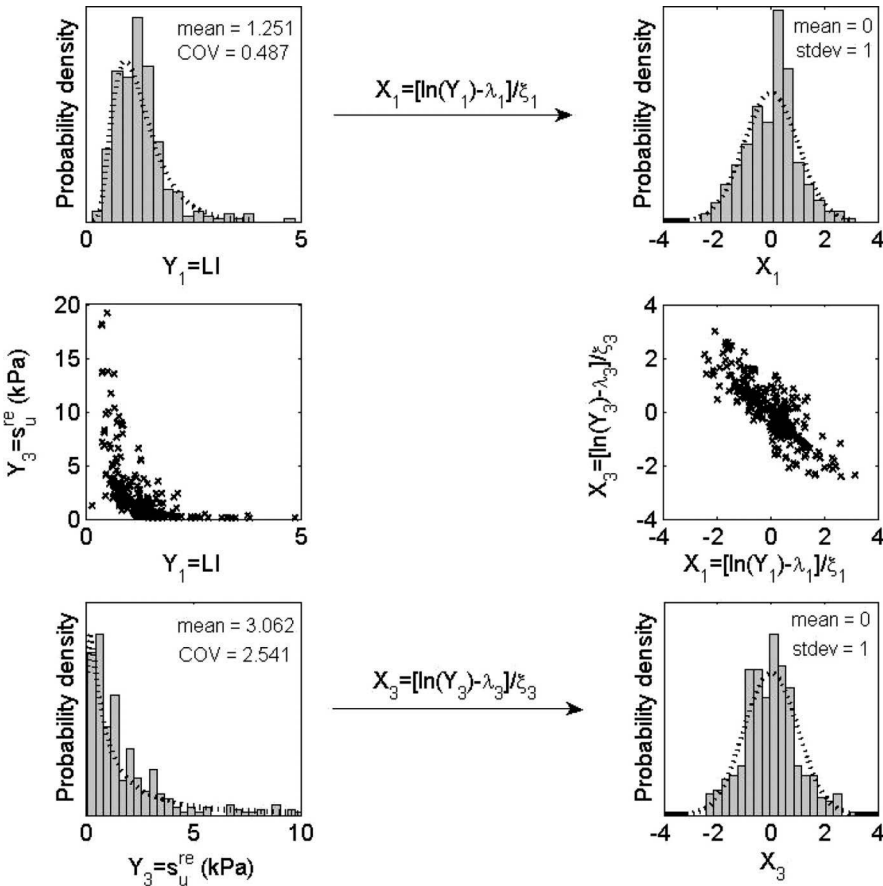 Probability density
mean = 1.251
COV = 0.487
0
5
Y₁=LI
X₁=[ln(Y₁)-λ₁]/ξ₁
Probability density
mean = 0
stdev = 1
-4
-2
0
2
4
X₁
Y₃=sᵤʳᵉ (kPa)
20
15
10
5
0
0
5
Y₁=LI
X₃=[ln(Y₃)-λ₃]/ξ₃
4
2
0
-2
-4
-4
-2
0
2
4
X₁=[ln(Y₁)-λ₁]/ξ₁
Probability density
mean = 3.062
COV = 2.541
0
5
10
Y₃=sᵤʳᵉ (kPa)
X₃=[ln(Y₃)-λ₃]/ξ₃
Probability density
mean = 0
stdev = 1
-4
-2
0
2
4
X₃